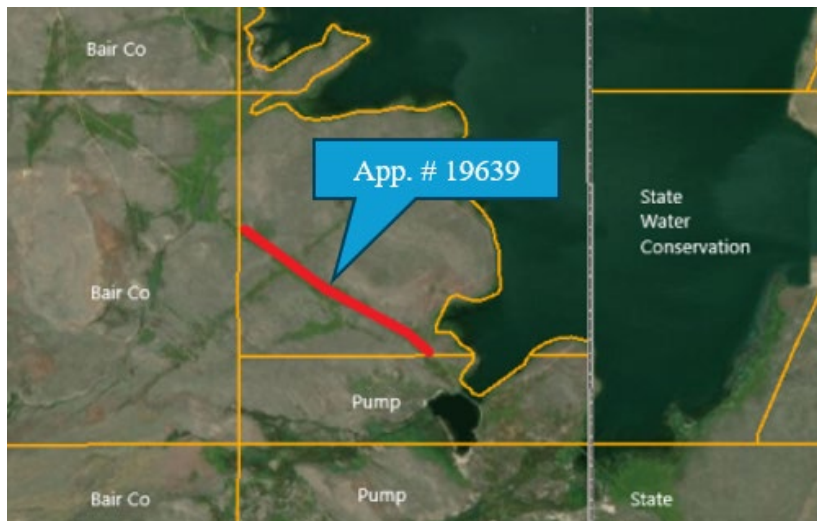 Bair Co
App. # 19639
State
Water
Conservation
Bair Co
Pump
Bair Co
Pump
State